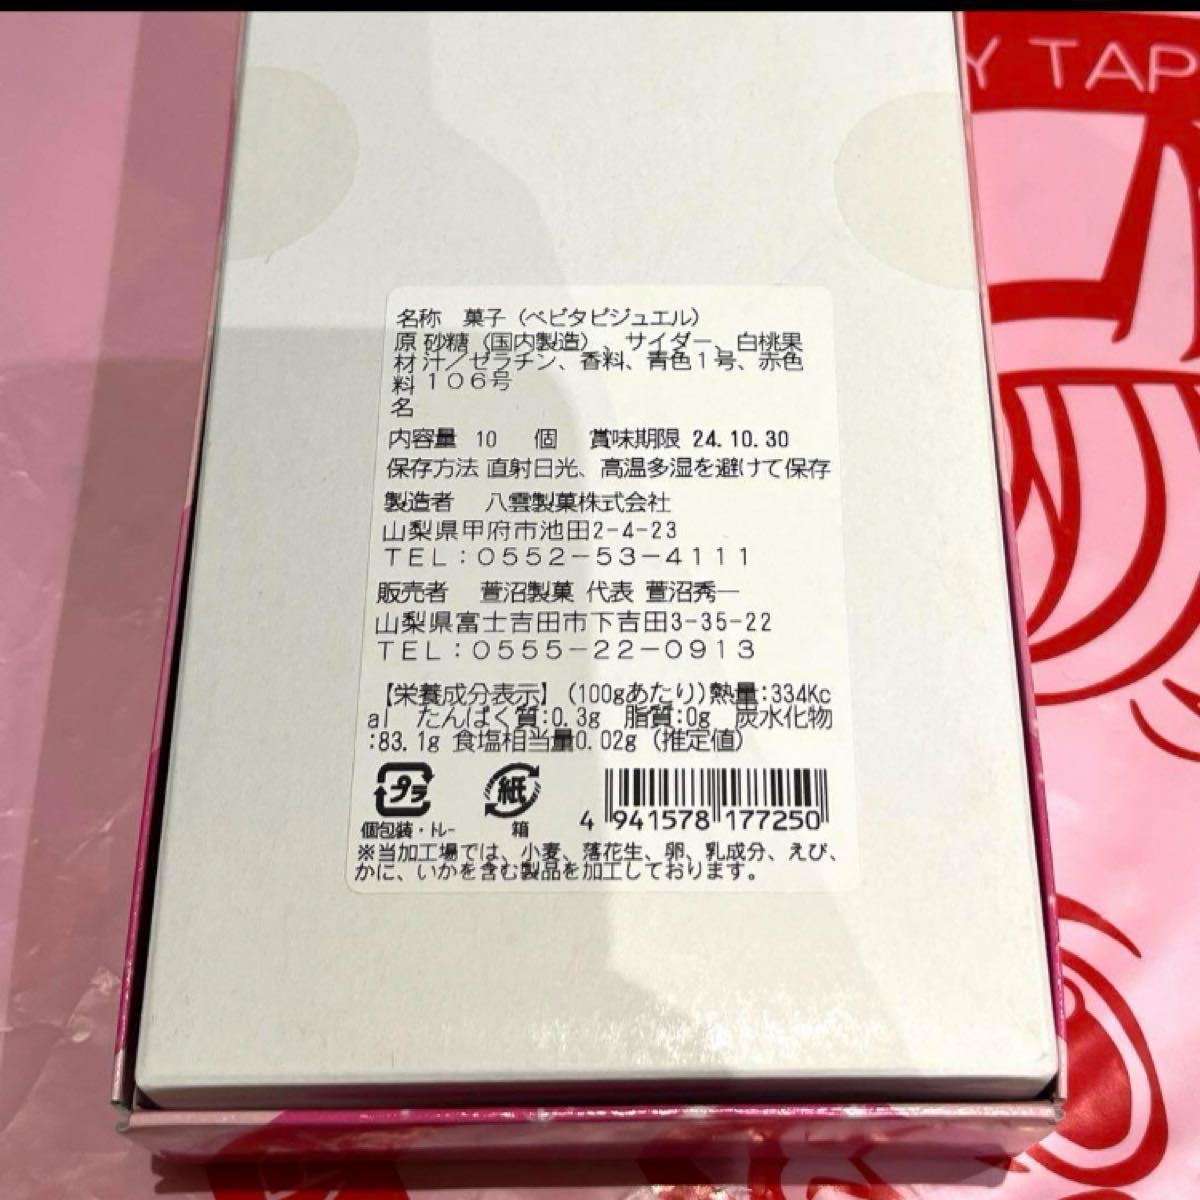 Y TAP
名称 菓子（ベビタピジュエル）
原材料名 砂糖（国内製造）、サイダー、白桃果
汁／ゼラチン、香料、青色１号、赤色
１０６号
内容量 10 個 賞味期限 24.10.30
保存方法 直射日光、高温多湿を避けて保存
製造者 八雲製菓株式会社
山梨県甲府市池田2-4-23
ＴＥＬ：０５５２－５３－４１１１
販売者 萱沼製菓 代表 萱沼秀一
山梨県富士吉田市下吉田3-35-22
ＴＥＬ：０５５５－２２－０９１３
【栄養成分表示】(100gあたり)熱量:334Kc
al たんぱく質:0.3g 脂質:0g 炭水化物
:83.1g 食塩相当量0.02g（推定値）
プラ 紙
個包装・トレー 箱
4 941578 177250
※当加工場では、小麦、落花生、卵、乳成分、えび、
かに、いかを含む製品を加工しております。